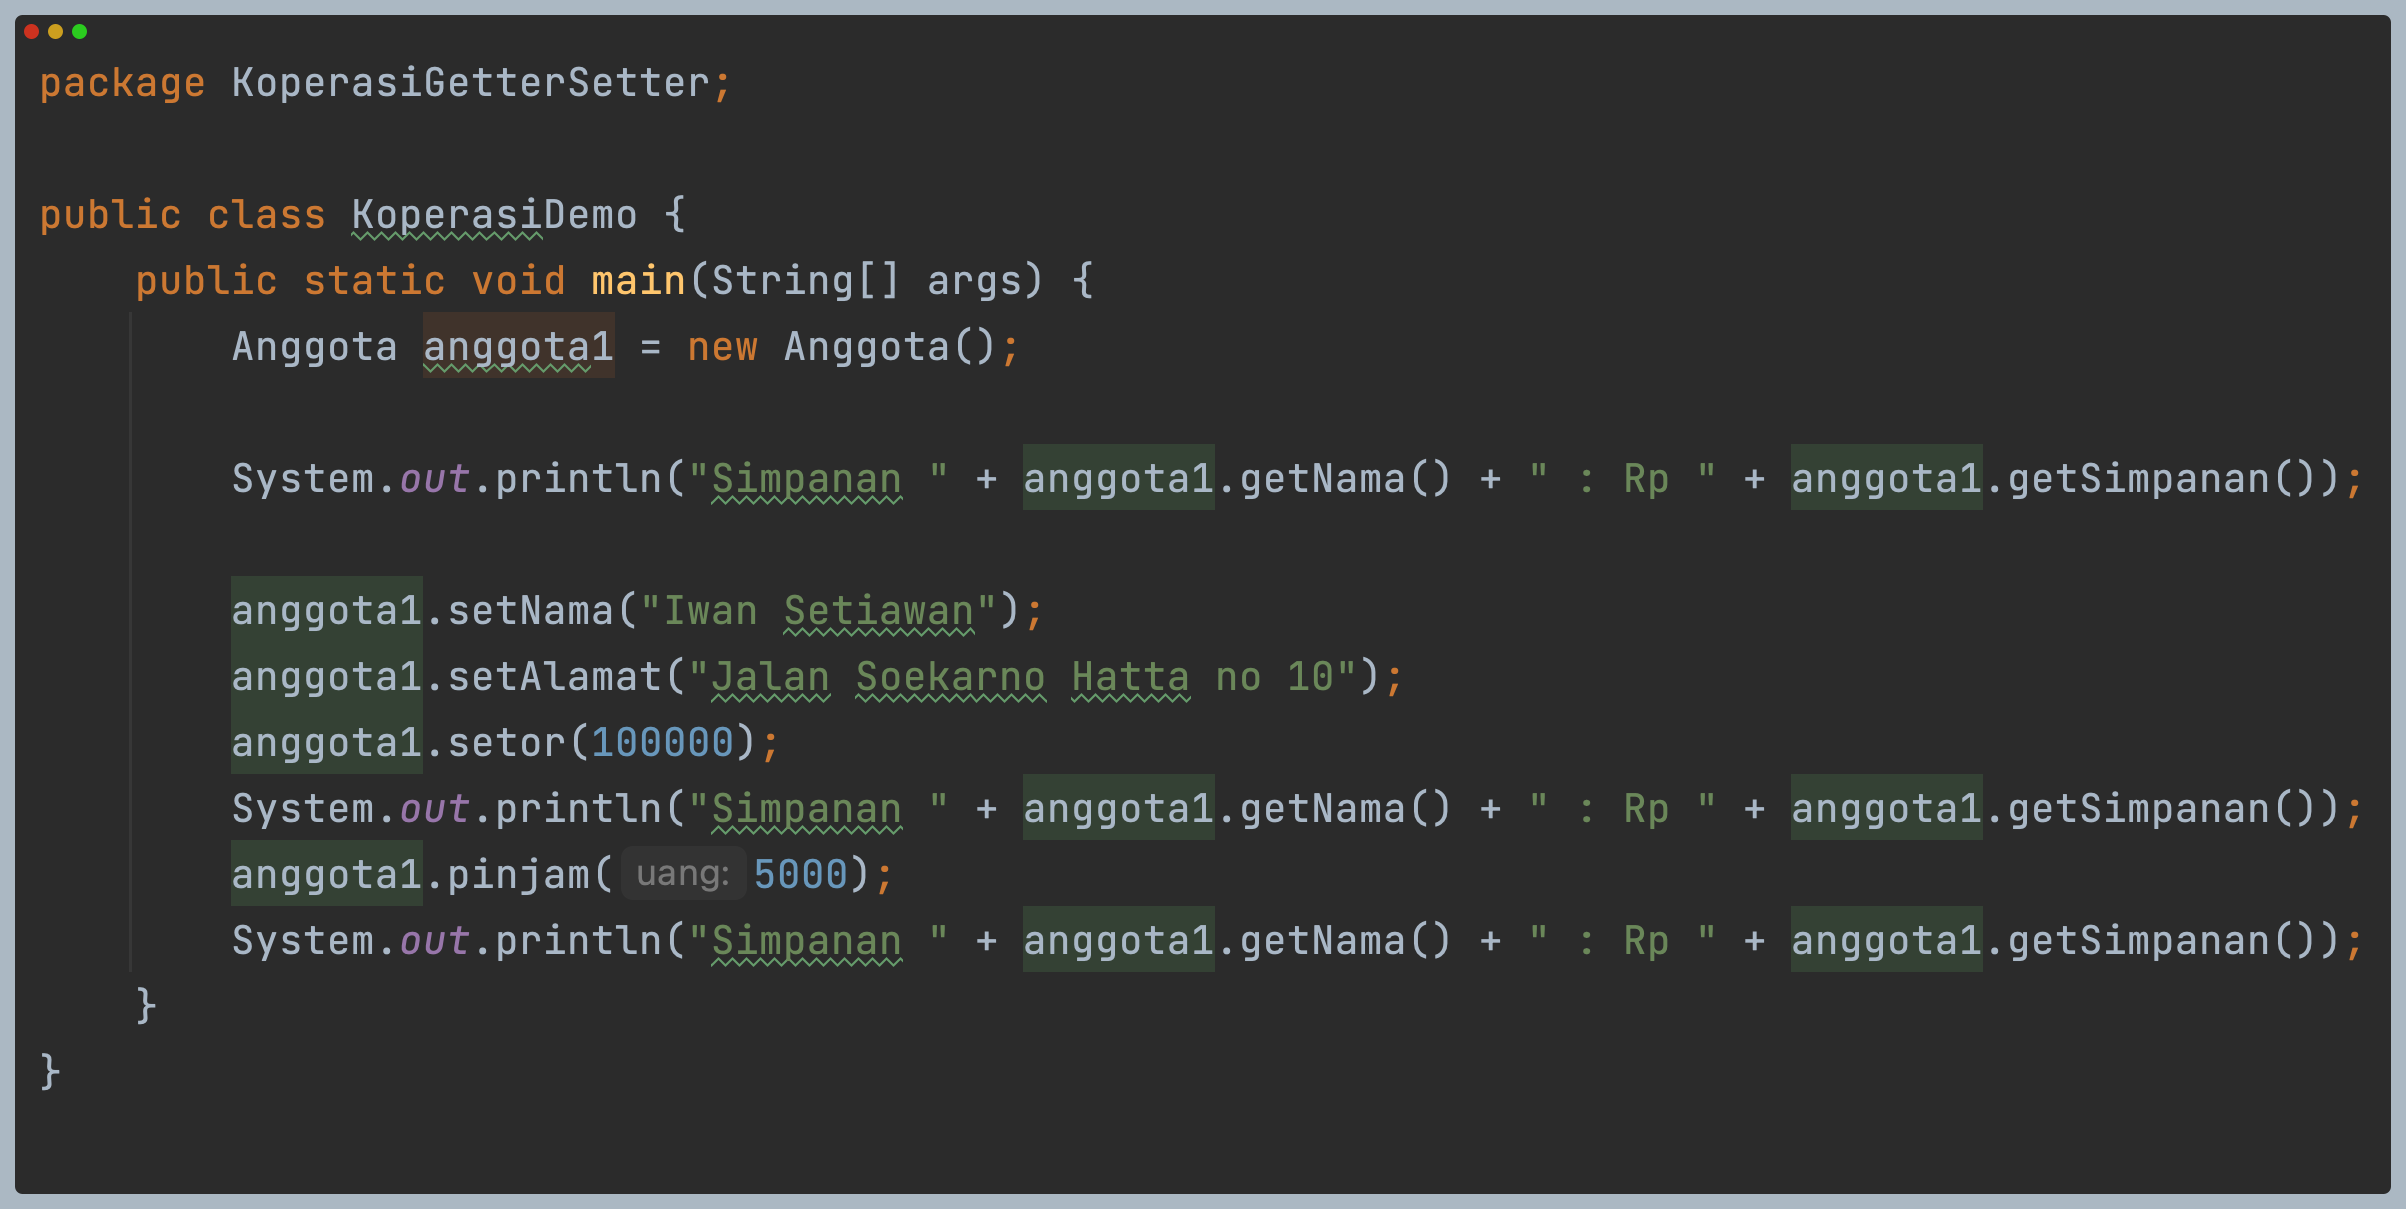 package KoperasiGetterSetter;
public class KoperasiDemo {
public static void main(String[] args) {
Anggota anggota1 = new Anggota();
System.out.println("Simpanan " + anggota1.getNama() + " : Rp " + anggota1.getSimpanan());
anggota1.setNama("Iwan Setiawan");
anggota1.setAlamat("Jalan Soekarno Hatta no 10");
anggota1.setor(100000);
System.out.println("Simpanan " + anggota1.getNama() + " : Rp " + anggota1.getSimpanan());
anggota1.pinjam( uang: 5000);
System.out.println("Simpanan " + anggota1.getNama() + " : Rp " + anggota1.getSimpanan());
}
}